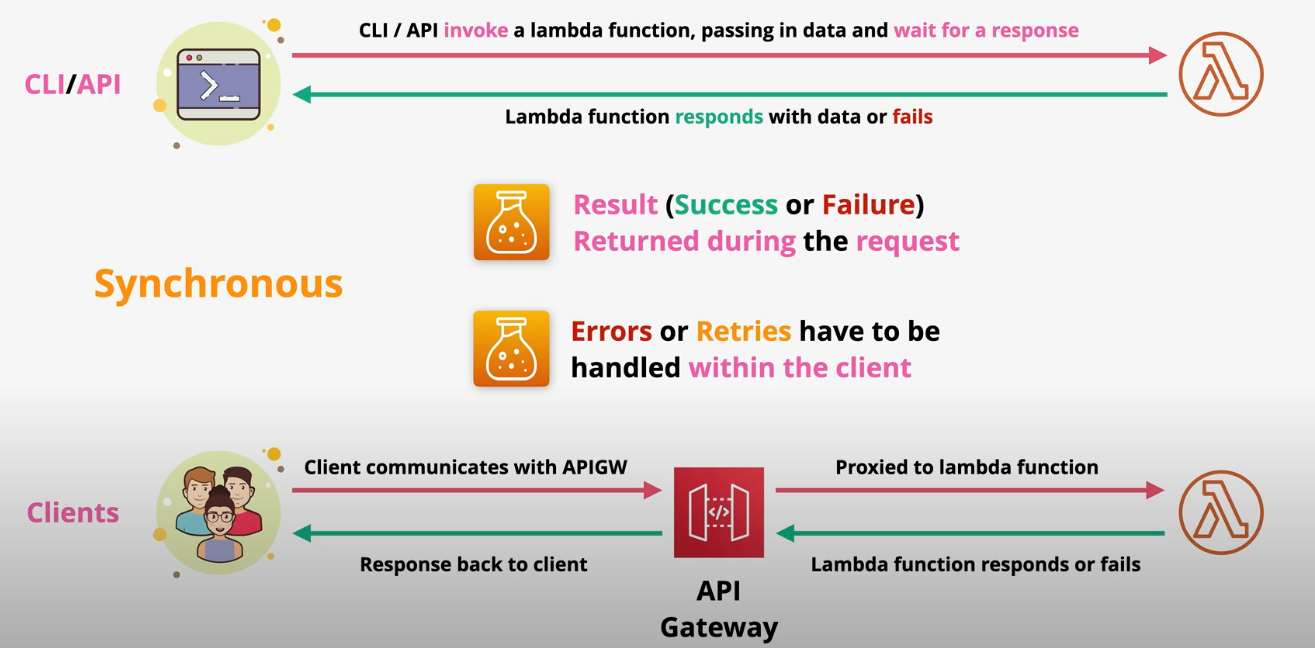 CLI / API invoke a lambda function, passing in data and wait for a response
CLI/API
Lambda function responds with data or fails
Result (Success or Failure)
Returned during the request
Synchronous
Errors or Retries have to be
handled within the client
Client communicates with APIGW
Proxied to lambda function
Clients
</>
Response back to client
Lambda function responds or fails
API
Gateway